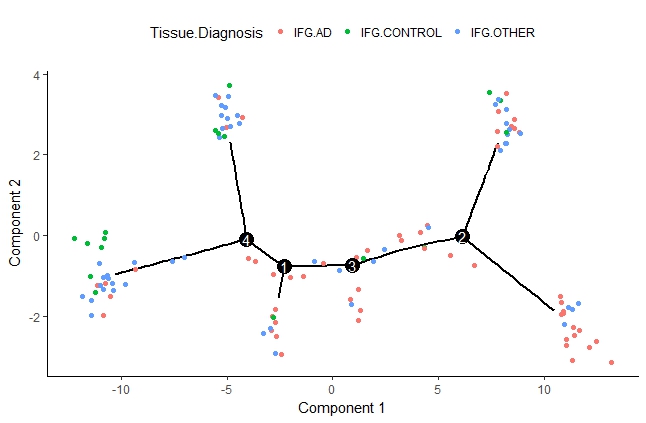 Tissue.Diagnosis IFG.AD IFG.CONTROL IFG.OTHER
4
2
0
-2
Component 2
4
1
3
2
-10 -5 0 5 10
Component 1